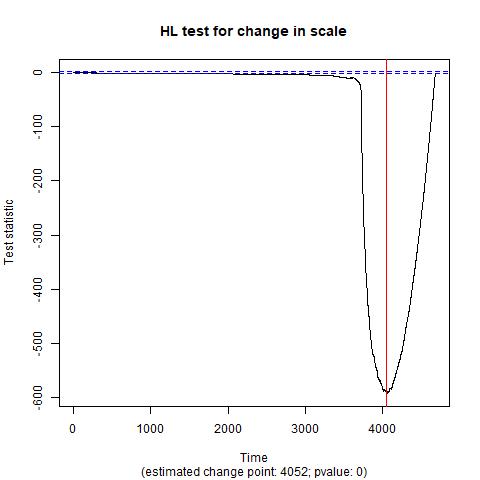 HL test for change in scale
Test statistic
0
-100
-200
-300
-400
-500
-600
0 1000 2000 3000 4000
Time
(estimated change point: 4052; pvalue: 0)